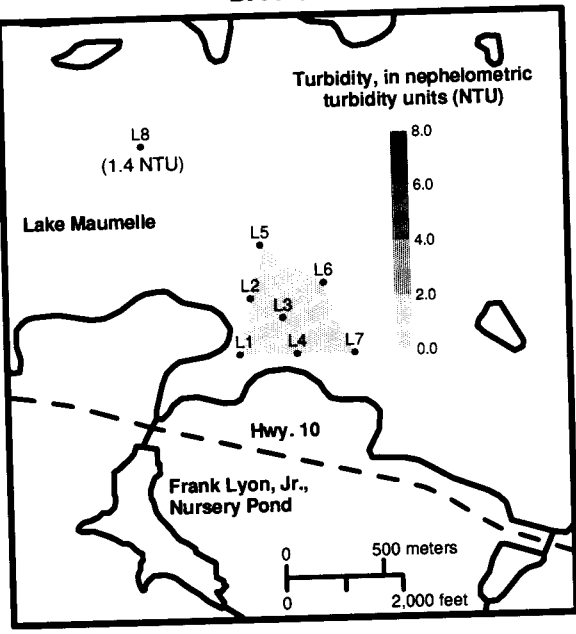 Turbidity, in nephelometric
turbidity units (NTU)
8.0
6.0
4.0
2.0
0.0
L8
(1.4 NTU)
Lake Maumelle
L5
L6
L2
L3
L1
L4
L7
Hwy. 10
Frank Lyon, Jr.,
Nursery Pond
0
500 meters
0
2,000 feet